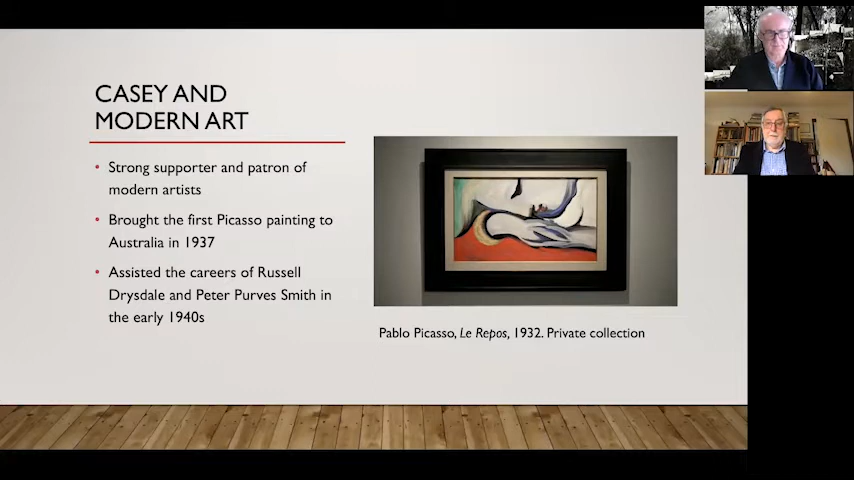 CASEY AND
MODERN ART
• Strong supporter and patron of
modern artists
• Brought the first Picasso painting to
Australia in 1937
• Assisted the careers of Russell
Drysdale and Peter Purves Smith in
the early 1940s
Pablo Picasso, Le Repos, 1932. Private collection